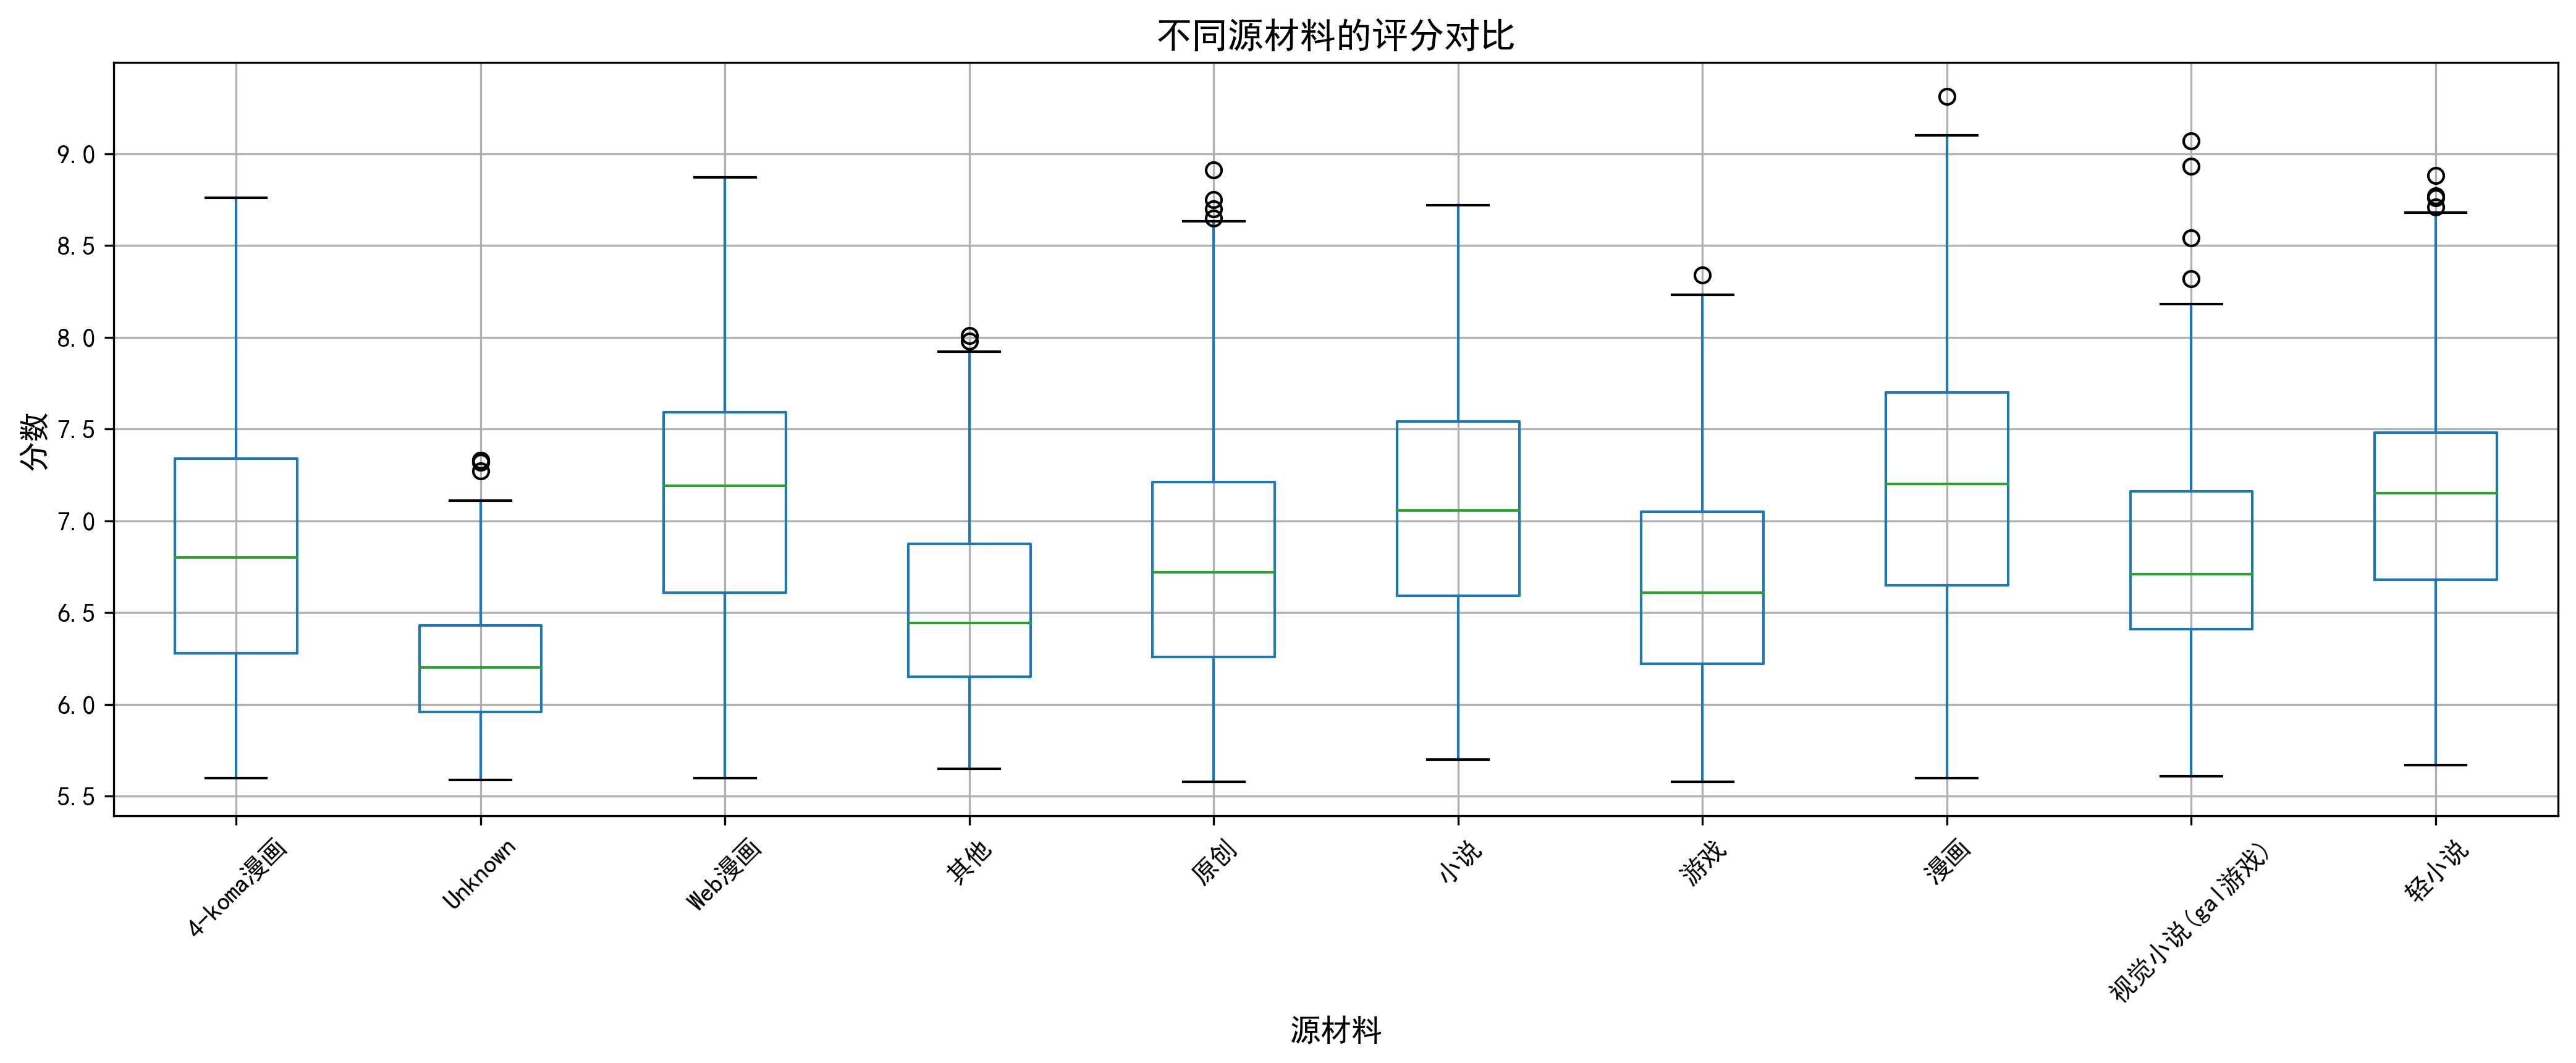 不同源材料的评分对比
分数
9.0
8.5
8.0
7.5
7.0
6.5
6.0
5.5
4-koma漫画
Unknown
Web漫画
其他
原创
小说
游戏
漫画
视觉小说(gal游戏)
轻小说
源材料